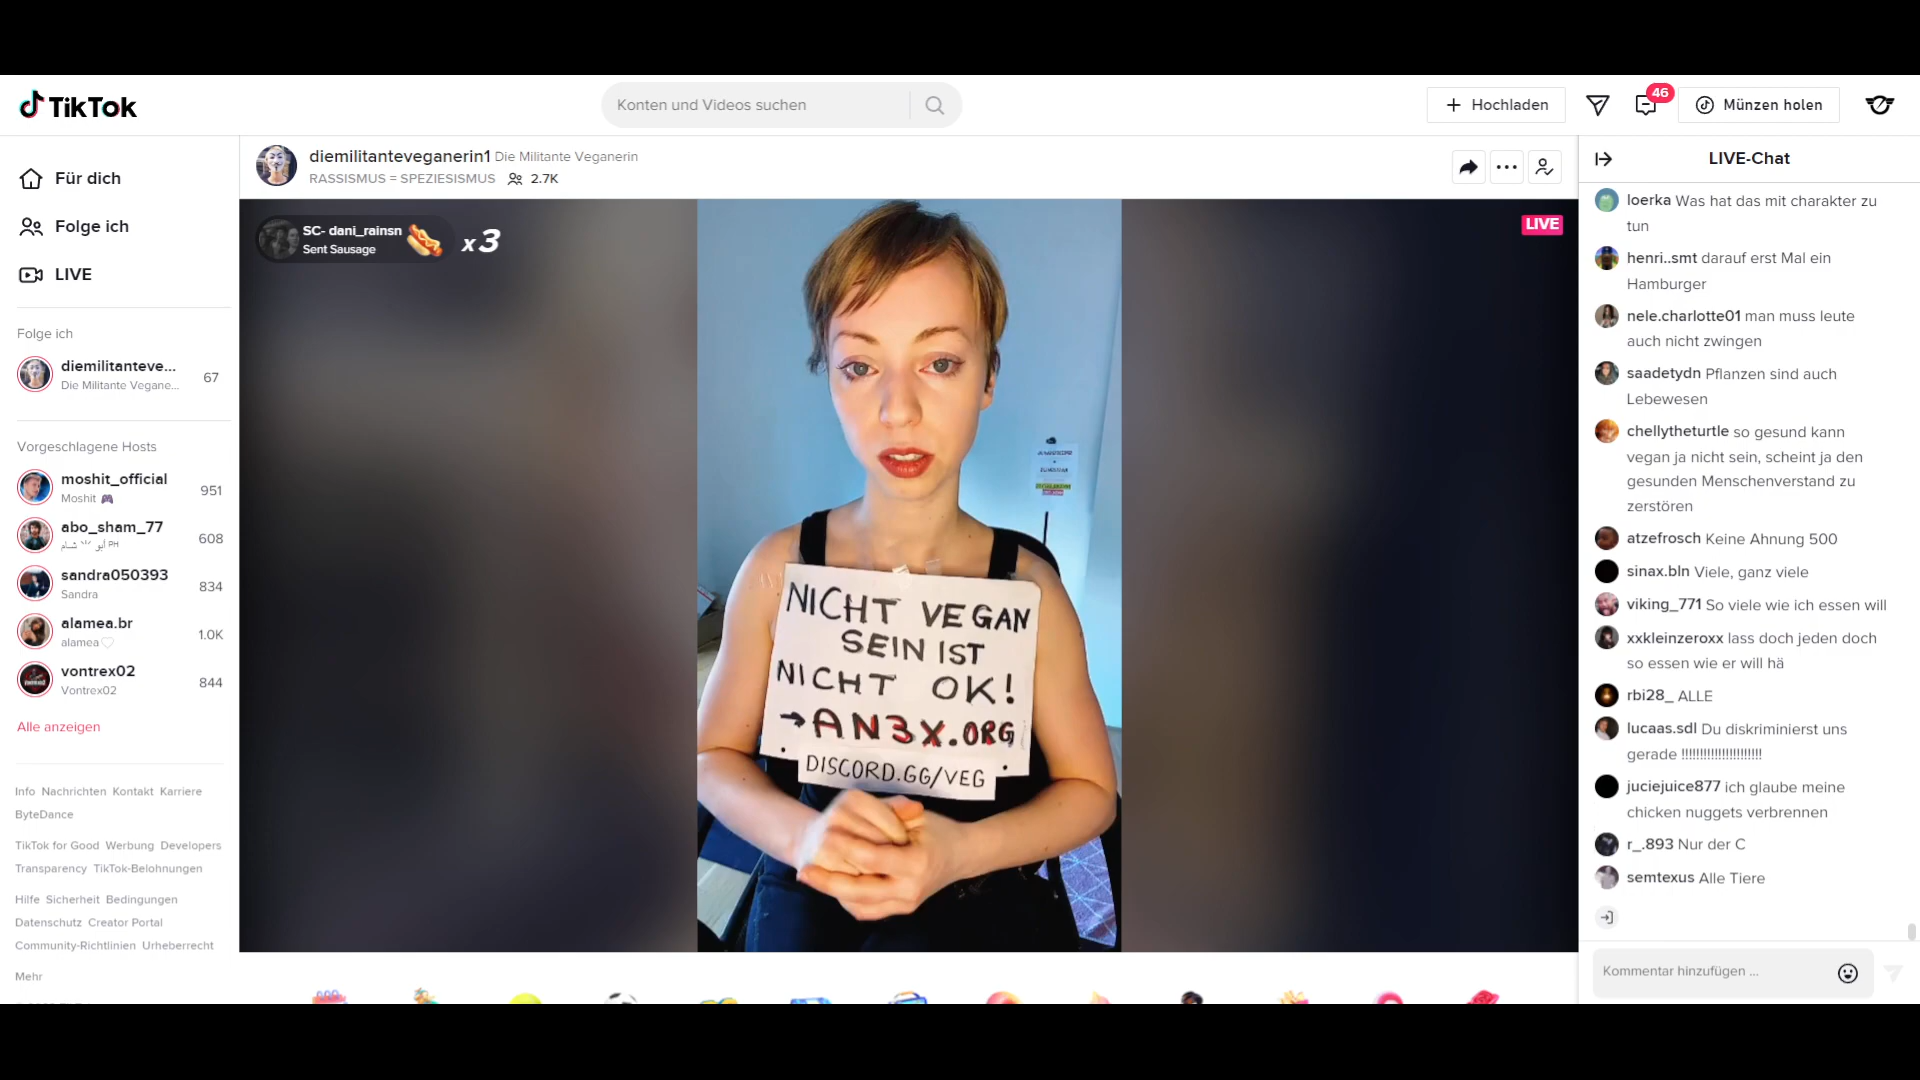 TikTok
Konten und Videos suchen
Hochladen
46
Münzen holen
Für dich
Folge ich
LIVE
Folge ich
diemilitanteve...
Die Militante Vegane...
67
Vorgeschlagene Hosts
moshit_official
Moshit 🎮
951
abo_sham_77
608
sandra050393
Sandra
834
alamea.br
alamea🤍
1.0K
vontrex02
Vontrex02
844
Alle anzeigen
Info Nachrichten Kontakt Karriere
ByteDance
TikTok for Good Werbung Developers
Transparency TikTok-Belohnungen
Hilfe Sicherheit Bedingungen
Datenschutz Creator Portal
Community-Richtlinien Urheberrecht
Mehr
diemilitanteveganerin1 Die Militante Veganerin
RASSISMUS = SPEZIESISMUS 2.7K
SC- dani_rainsn
Sent Sausage
x3
LIVE
NICHT VEGAN
SEIN IST
NICHT OK!
→AN3X.ORG
DISCORD.GG/VEG
LIVE-Chat
loerka Was hat das mit charakter zu
tun
henri..smt darauf erst Mal ein
Hamburger
nele.charlotte01 man muss leute
auch nicht zwingen
saadetydn Pflanzen sind auch
Lebewesen
chellytheturtle so gesund kann
vegan ja nicht sein, scheint ja den
gesunden Menschenverstand zu
zerstören
atzefrosch Keine Ahnung 500
sinax.bln Viele, ganz viele
viking_771 So viele wie ich essen will
xxkleinzeroxx lass doch jeden doch
so essen wie er will hä
rbi28_ ALLE
lucaas.sdl Du diskriminierst uns
gerade !!!!!!!!!!!!!!!!!!!!!!
juciejuice877 ich glaube meine
chicken nuggets verbrennen
r_.893 Nur der C
semtexus Alle Tiere
Kommentar hinzufügen ...